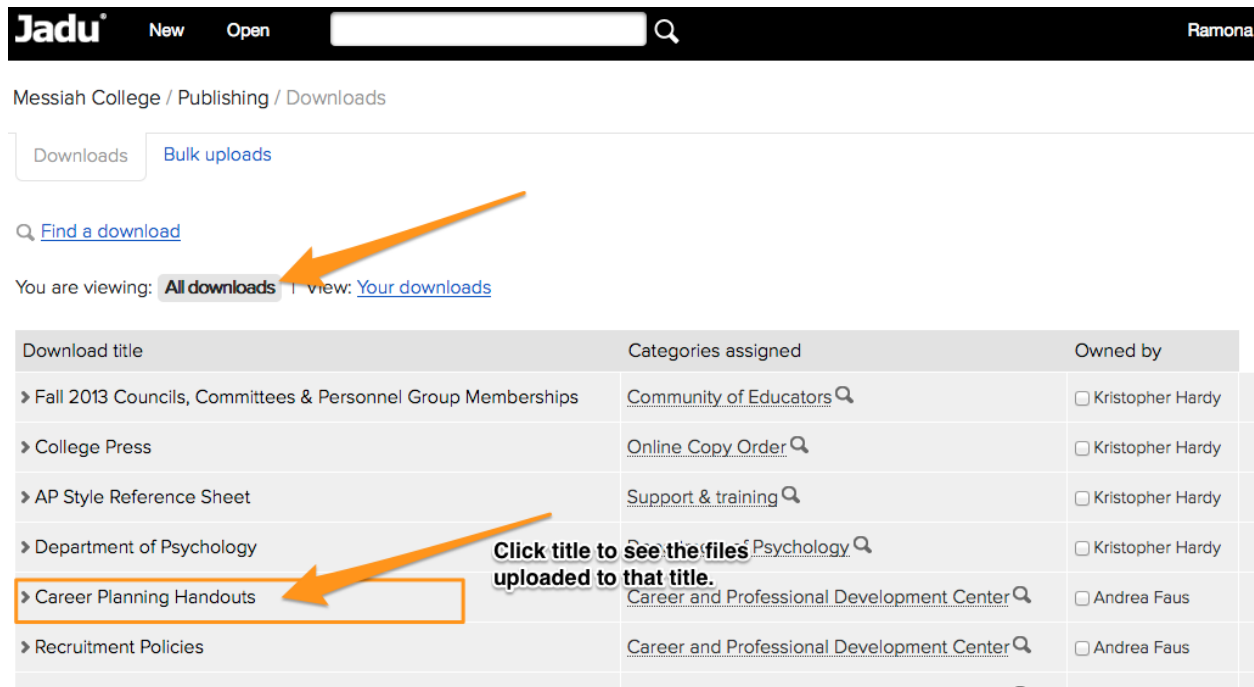 Jadu® New Open Ramona
Messiah College / Publishing / Downloads
Downloads Bulk uploads
Find a download
You are viewing: All downloads | View: Your downloads
Download title Categories assigned Owned by
Fall 2013 Councils, Committees & Personnel Group Memberships Community of Educators Kristopher Hardy
College Press Online Copy Order Kristopher Hardy
AP Style Reference Sheet Support & training Kristopher Hardy
Department of Psychology Department of Psychology Kristopher Hardy
Click title to see the files
uploaded to that title.
Career Planning Handouts Career and Professional Development Center Andrea Faus
Recruitment Policies Career and Professional Development Center Andrea Faus